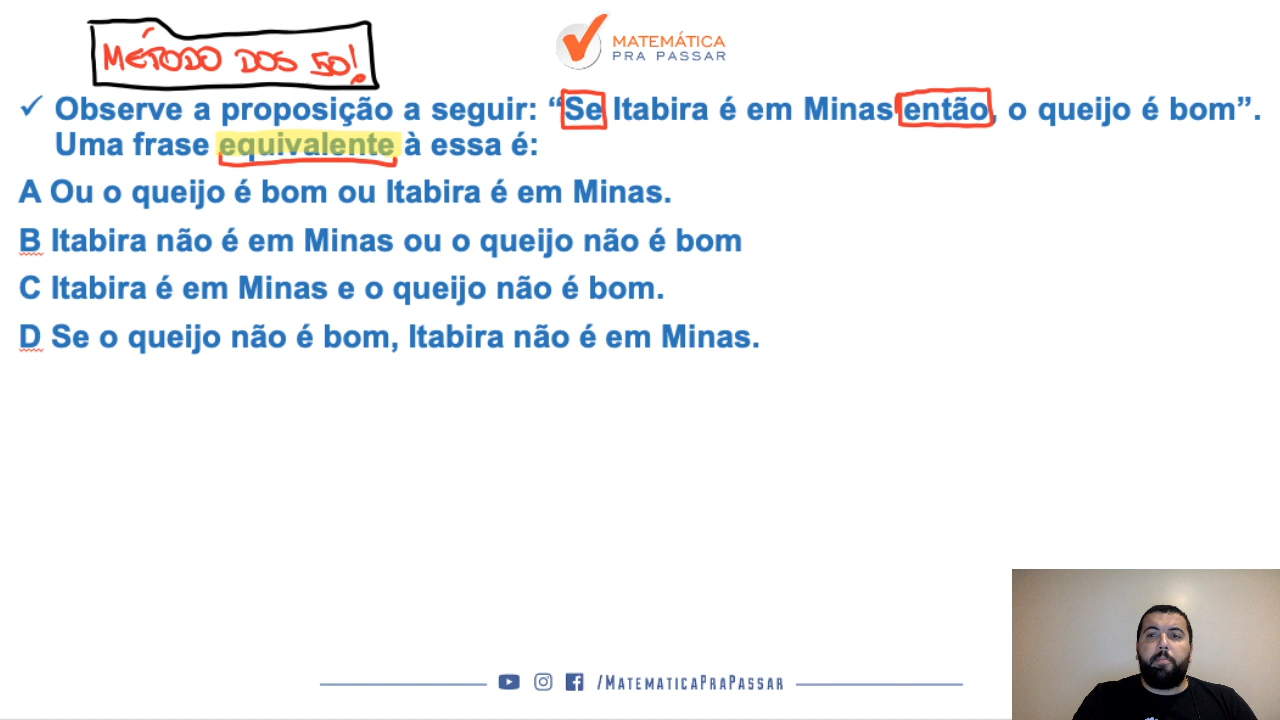 MÉTODO DOS 50!
MATEMÁTICA
PRA PASSAR
✓ Observe a proposição a seguir: “Se Itabira é em Minas então, o queijo é bom”.
Uma frase equivalente à essa é:
A Ou o queijo é bom ou Itabira é em Minas.
B Itabira não é em Minas ou o queijo não é bom
C Itabira é em Minas e o queijo não é bom.
D Se o queijo não é bom, Itabira não é em Minas.
/MATEMATICAPRAPASSAR